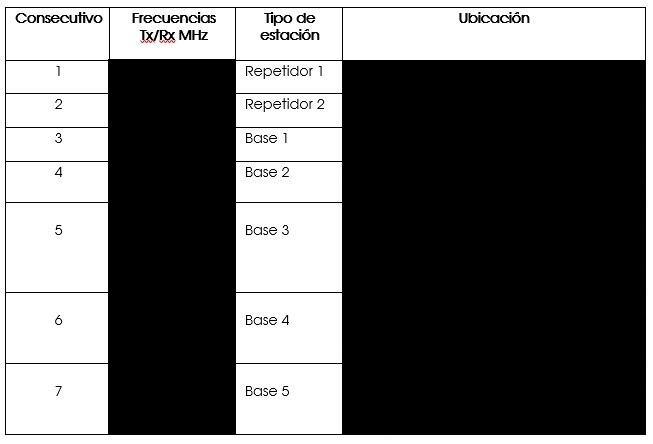 Consecutivo Frecuencias Tx/Rx MHz Tipo de estación Ubicación
1 Repetidor 1
2 Repetidor 2
3 Base 1
4 Base 2
5 Base 3
6 Base 4
7 Base 5